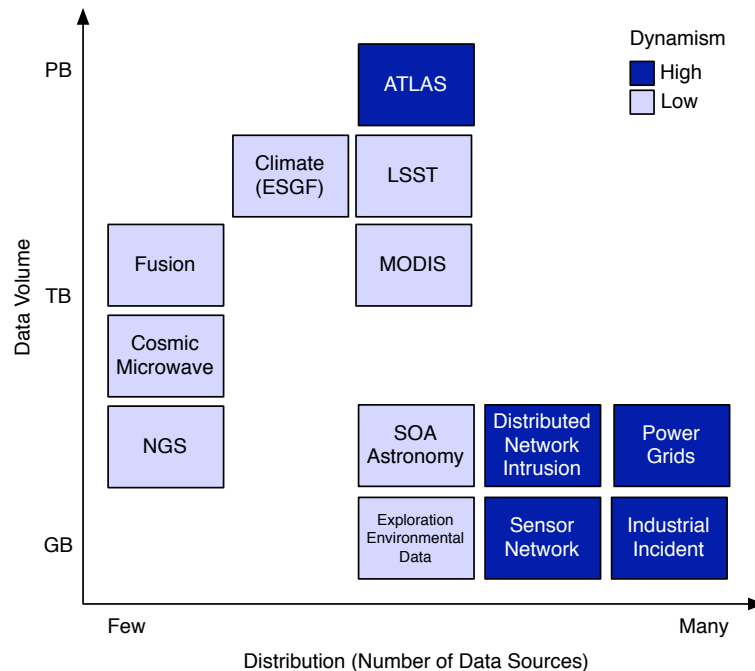 Dynamism
High
Low
PB
ATLAS
Climate
(ESGF)
LSST
Fusion
MODIS
TB
Data Volume
Cosmic
Microwave
NGS
SOA
Astronomy
Distributed
Network
Intrusion
Power
Grids
GB
Exploration
Environmental
Data
Sensor
Network
Industrial
Incident
Few
Many
Distribution (Number of Data Sources)